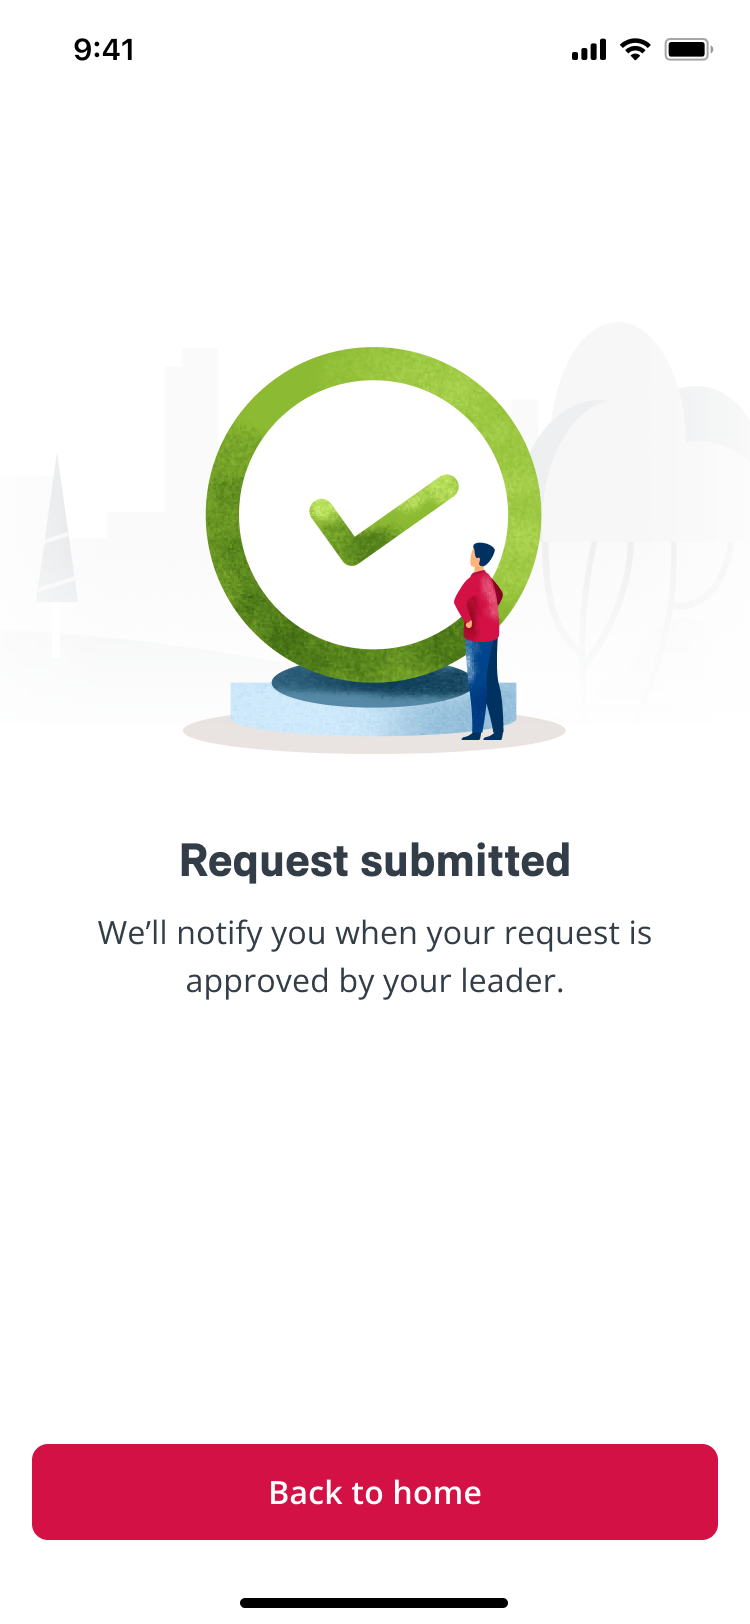 9:41
Request submitted
We’ll notify you when your request is
approved by your leader.
Back to home